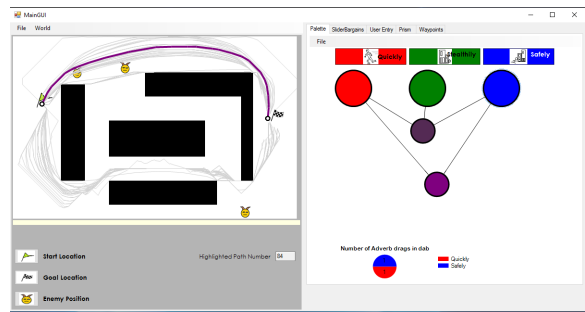 MainGUI
File World
Palette SliderBargains User Entry Prism Waypoints
File
Quickly Stealthily Safely
Start Location
Highlighted Path Number 84
Goal Location
Enemy Position
Number of Adverb drags in dab
Quickly
Safely